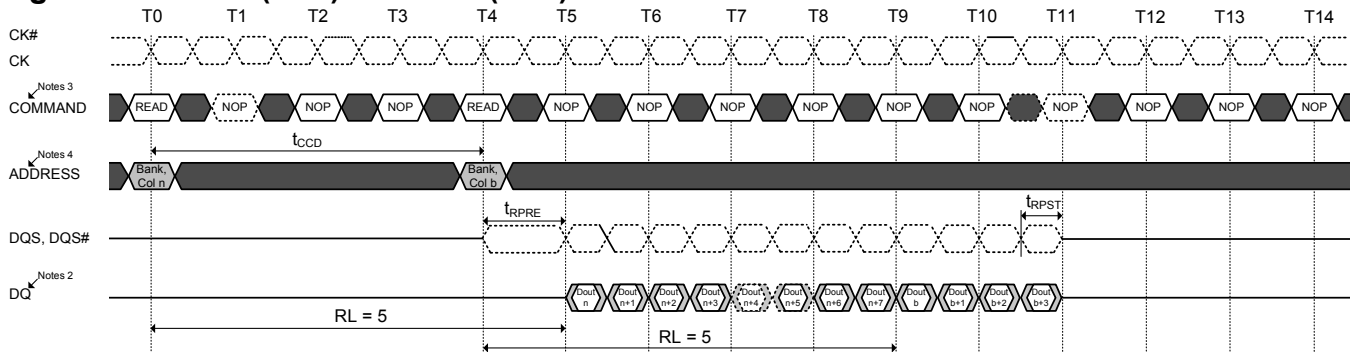 T0 T1 T2 T3 T4 T5 T6 T7 T8 T9 T10 T11 T12 T13 T14
CK#
CK
Notes 3
COMMAND READ NOP NOP NOP READ NOP NOP NOP NOP NOP NOP NOP NOP NOP NOP
tCCD
Notes 4
ADDRESS Bank, Col n Bank, Col b
tRPRE tRPST
DQS, DQS#
Notes 2
DQ Dout n Dout n+1 Dout n+2 Dout n+3 Dout n+4 Dout n+5 Dout n+6 Dout n+7 Dout b Dout b+1 Dout b+2 Dout b+3
RL = 5
RL = 5